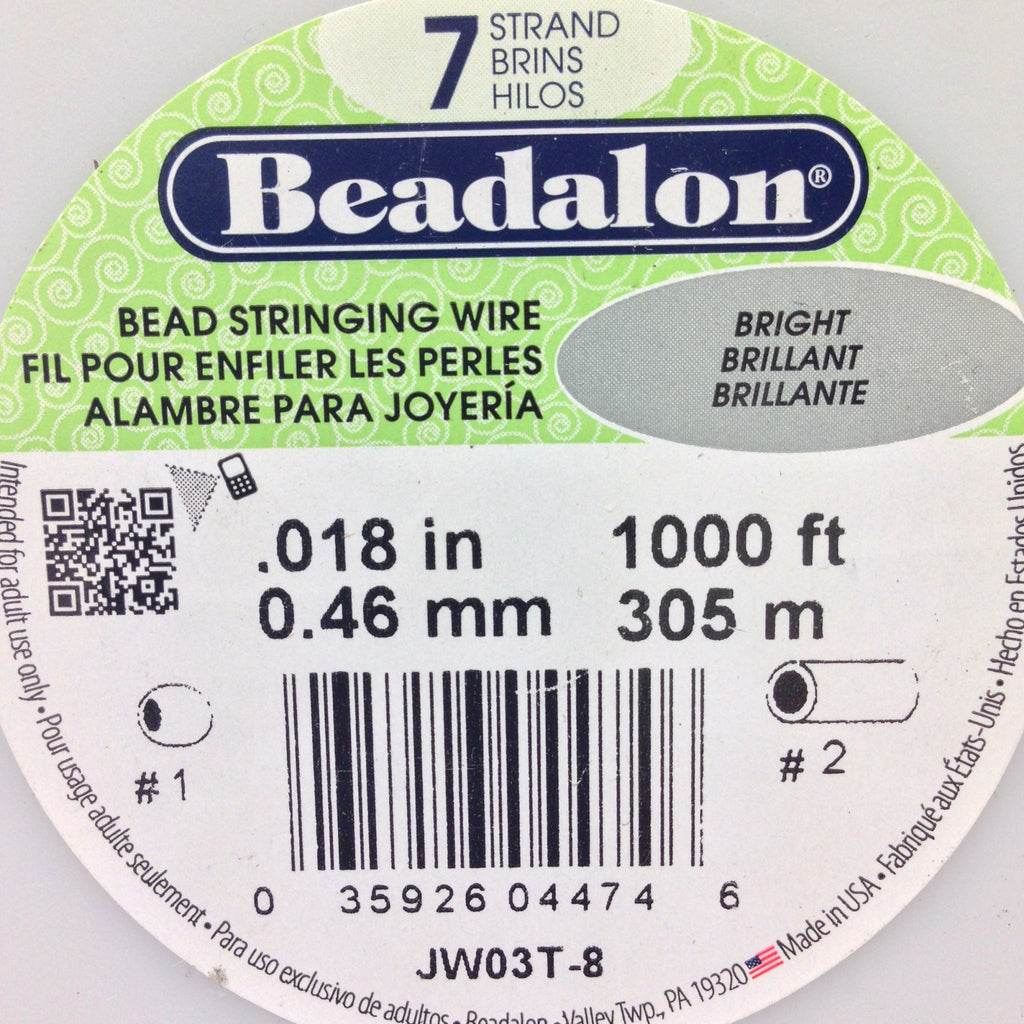 7 STRAND
BRINS
HILOS
Beadalon®
BEAD STRINGING WIRE
FIL POUR ENFILER LES PERLES
ALAMBRE PARA JOYERÍA
BRIGHT
BRILLANT
BRILLANTE
.018 in 1000 ft
0.46 mm 305 m
#1
#2
0 35926 04474 6
JW03T-8
Intended for adult use only • Pour usage adulte seulement • Para uso exclusivo de adultos • Beadalon - Valley Twp., PA 19320 Made in USA • Fabriqué aux États-Unis • Hecho en Estados Unidos